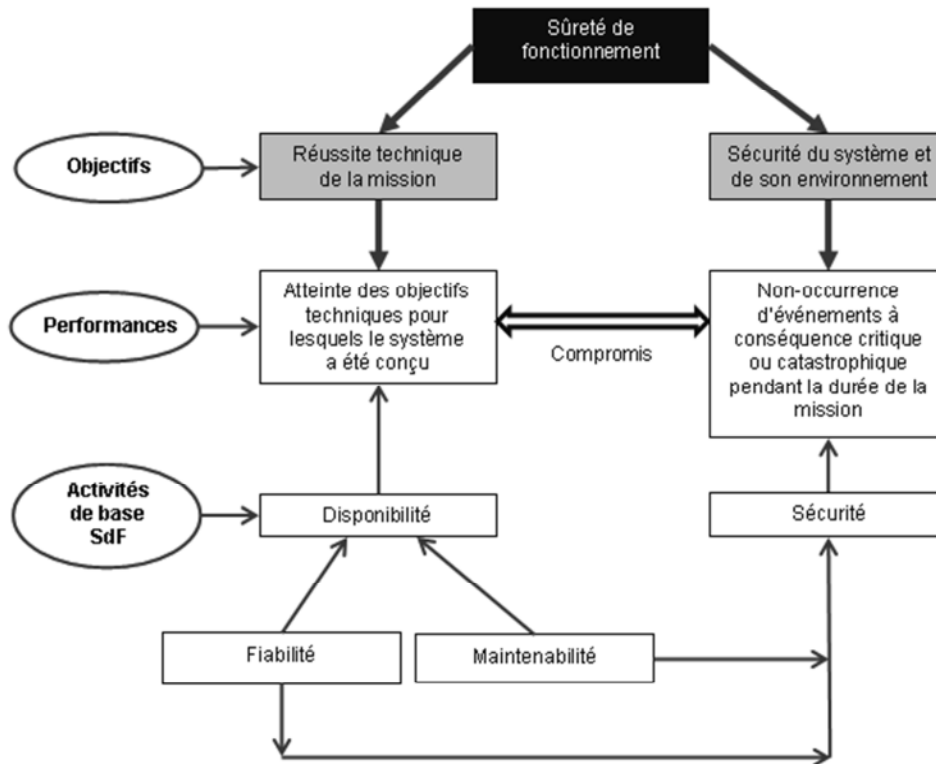 Sûreté de
fonctionnement
Objectifs
Réussite technique
de la mission
Sécurité du système et
de son environnement
Performances
Atteinte des objectifs
techniques pour
lesquels le système
a été conçu
Compromis
Non-occurrence
d'événements à
conséquence critique
ou catastrophique
pendant la durée de la
mission
Activités
de base
SdF
Disponibilité
Sécurité
Fiabilité
Maintenabilité